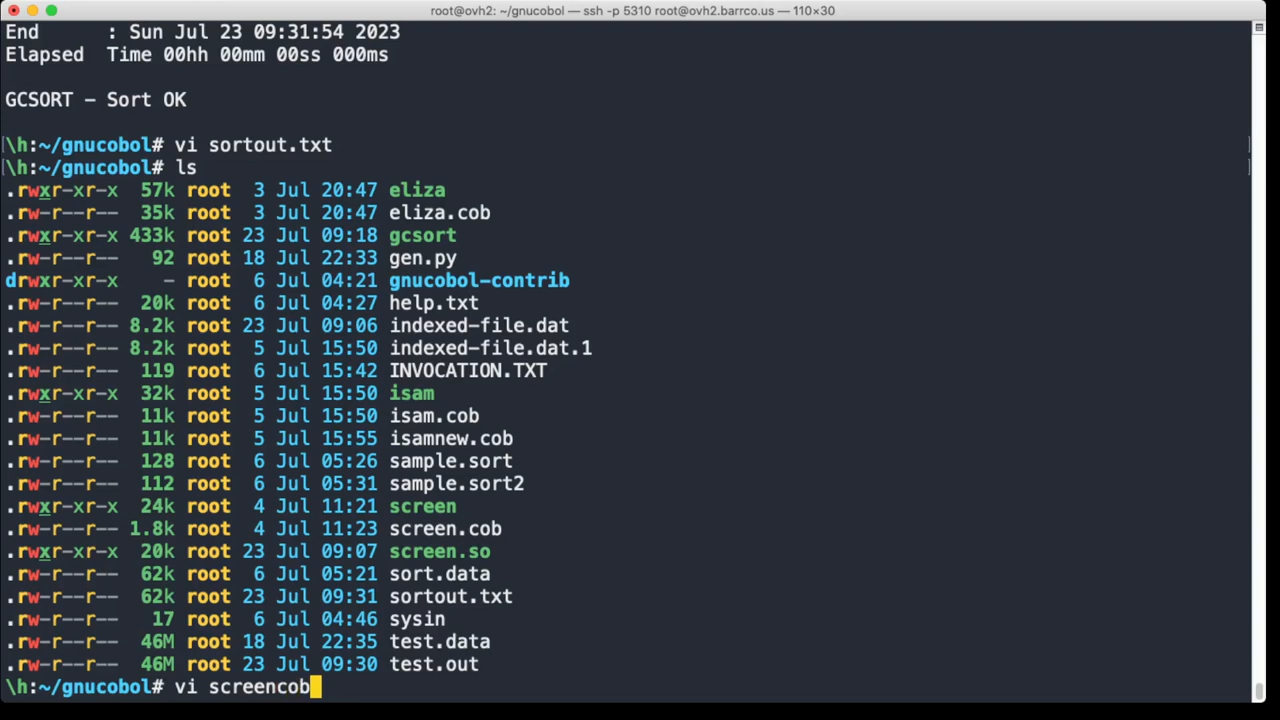 root@ovh2: ~/gnucobol — ssh -p 5310 root@ovh2.barrco.us — 110×30
End      : Sun Jul 23 09:31:54 2023
Elapsed  Time 00hh 00mm 00ss 000ms
GCSORT - Sort OK
[\h:~/gnucobol# vi sortout.txt ]
[\h:~/gnucobol# ls ]
.rwxr-xr-x  57k root  3 Jul 20:47 eliza
.rw-r--r--  35k root  3 Jul 20:47 eliza.cob
.rwxr-xr-x 433k root 23 Jul 09:18 gcsort
.rw-r--r--   92 root 18 Jul 22:33 gen.py
drwxr-xr-x    - root  6 Jul 04:21 gnucobol-contrib
.rw-r--r--  20k root  6 Jul 04:27 help.txt
.rw-r--r-- 8.2k root 23 Jul 09:06 indexed-file.dat
.rw-r--r-- 8.2k root  5 Jul 15:50 indexed-file.dat.1
.rw-r--r--  119 root  6 Jul 15:42 INVOCATION.TXT
.rwxr-xr-x  32k root  5 Jul 15:50 isam
.rw-r--r--  11k root  5 Jul 15:50 isam.cob
.rw-r--r--  11k root  5 Jul 15:55 isamnew.cob
.rw-r--r--  128 root  6 Jul 05:26 sample.sort
.rw-r--r--  112 root  6 Jul 05:31 sample.sort2
.rwxr-xr-x  24k root  4 Jul 11:21 screen
.rw-r--r-- 1.8k root  4 Jul 11:23 screen.cob
.rwxr-xr-x  20k root 23 Jul 09:07 screen.so
.rw-r--r--  62k root  6 Jul 05:21 sort.data
.rw-r--r--  62k root 23 Jul 09:31 sortout.txt
.rw-r--r--   17 root  6 Jul 04:46 sysin
.rw-r--r--  46M root 18 Jul 22:35 test.data
.rw-r--r--  46M root 23 Jul 09:30 test.out
\h:~/gnucobol# vi screencob